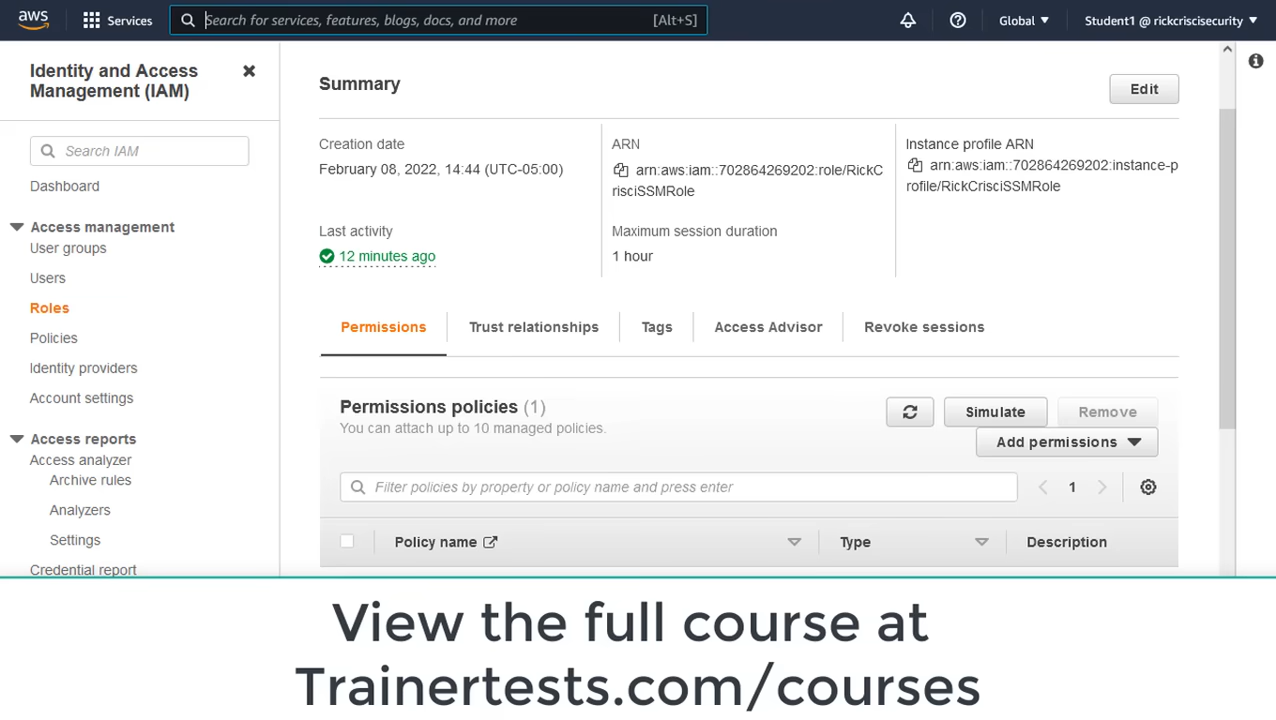 aws
Services
Search for services, features, blogs, docs, and more
[Alt+S]
Global
Student1 @ rickcriscisecurity
Identity and Access
Management (IAM)
Search IAM
Dashboard
Access management
User groups
Users
Roles
Policies
Identity providers
Account settings
Access reports
Access analyzer
Archive rules
Analyzers
Settings
Credential report
Summary
Edit
Creation date
February 08, 2022, 14:44 (UTC-05:00)
ARN
arn:aws:iam::702864269202:role/RickC
risciSSMRole
Instance profile ARN
arn:aws:iam::702864269202:instance-p
rofile/RickCrisciSSMRole
Last activity
12 minutes ago
Maximum session duration
1 hour
Permissions
Trust relationships
Tags
Access Advisor
Revoke sessions
Permissions policies (1)
You can attach up to 10 managed policies.
Simulate
Remove
Add permissions
Filter policies by property or policy name and press enter
1
Policy name
Type
Description
View the full course at
Trainertests.com/courses